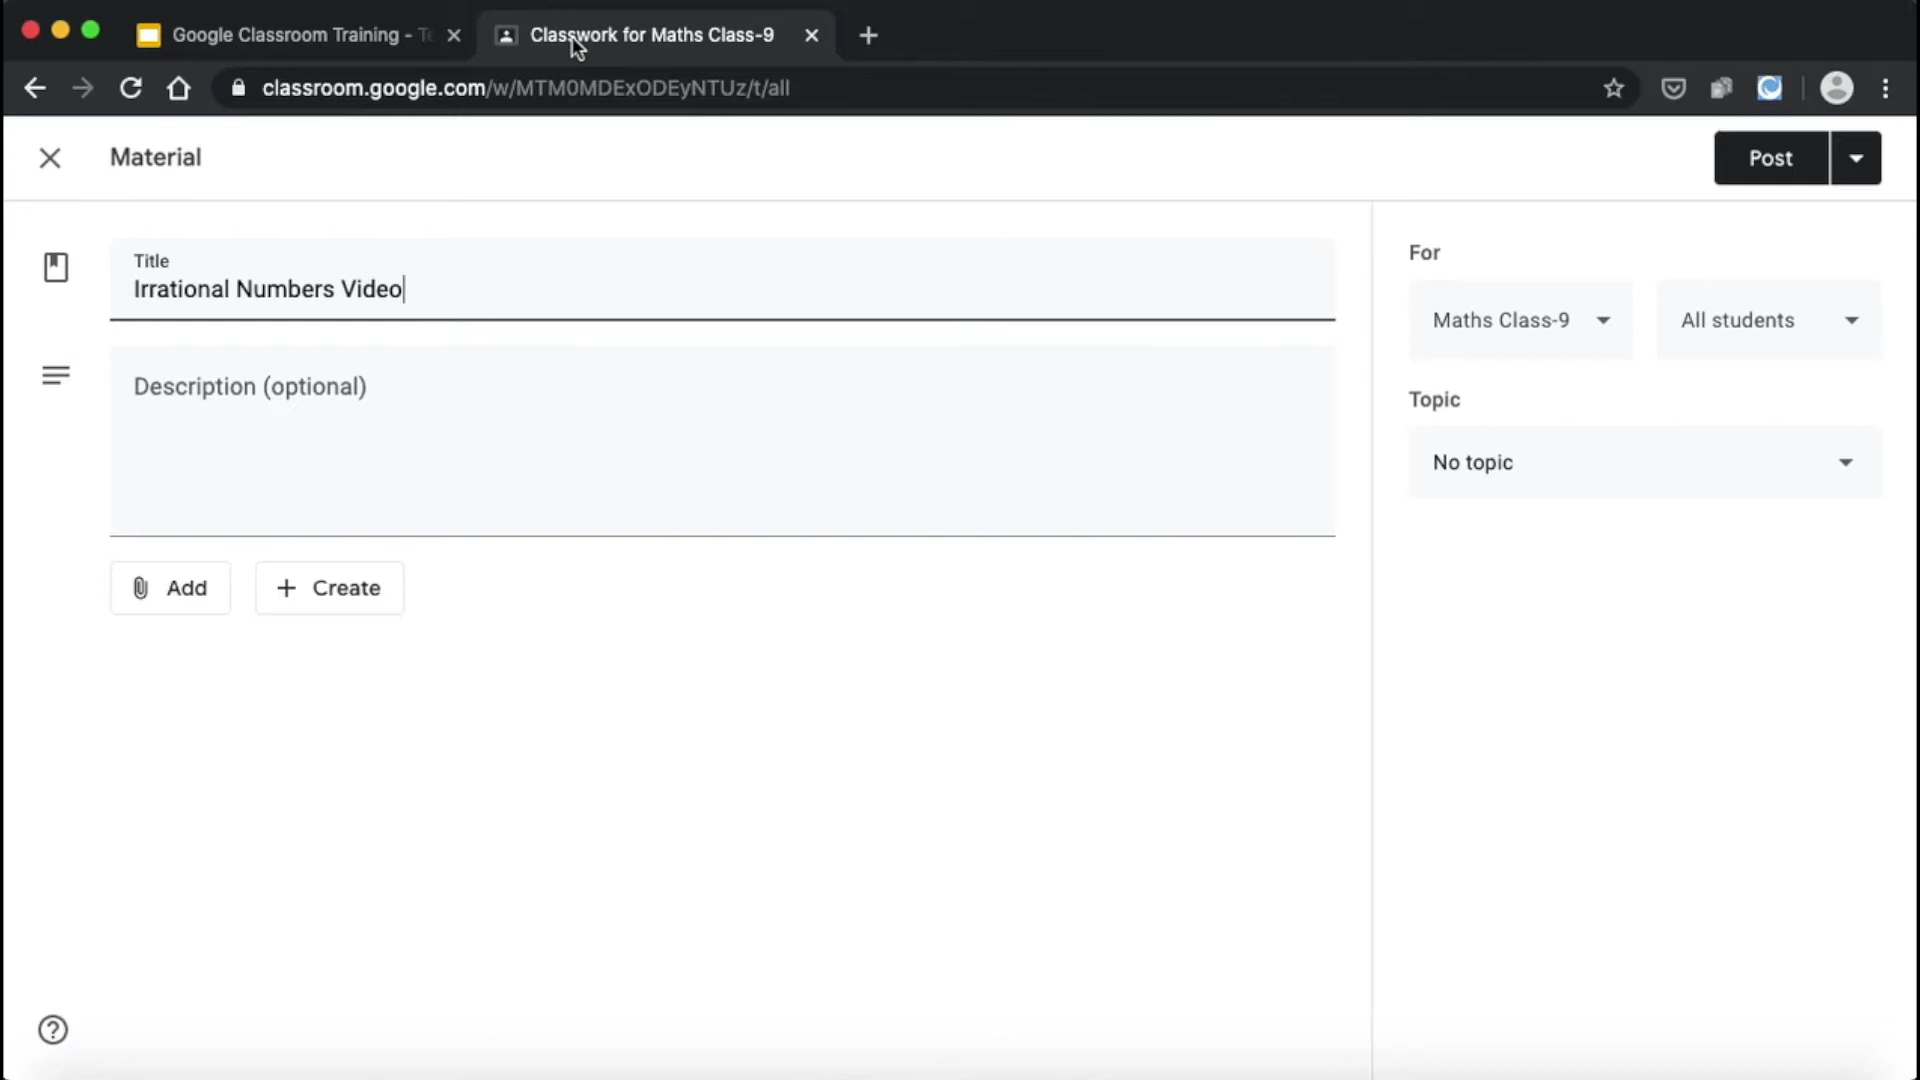 Google Classroom Training -
Classwork for Maths Class-9
classroom.google.com/w/MTM0MDExODEyNTUz/t/all
Material
Post
Title
Irrational Numbers Video
Description (optional)
Add
Create
For
Maths Class-9
All students
Topic
No topic